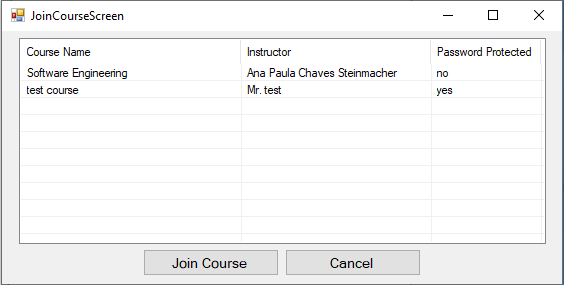 JoinCourseScreen
Course Name Instructor Password Protected
Software Engineering Ana Paula Chaves Steinmacher no
test course Mr. test yes
Join Course Cancel